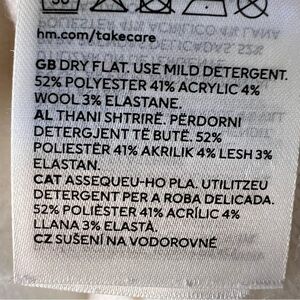 hm.com/takecare
GB DRY FLAT. USE MILD DETERGENT.
52% POLYESTER 41% ACRYLIC 4%
WOOL 3% ELASTANE.
AL THANI SHTRIRË. PËRDORNI
DETERGJENT TË BUTË. 52%
POLIESTËR 41% AKRILIK 4% LESH 3%
ELASTAN.
CAT ASSEQUEU-HO PLA. UTILITZEU
DETERGENT PER A ROBA DELICADA.
52% POLIÈSTER 41% ACRÍLIC 4%
LLANA 3% ELASTÀ.
CZ SUŠENÍ NA VODOROVNÉ